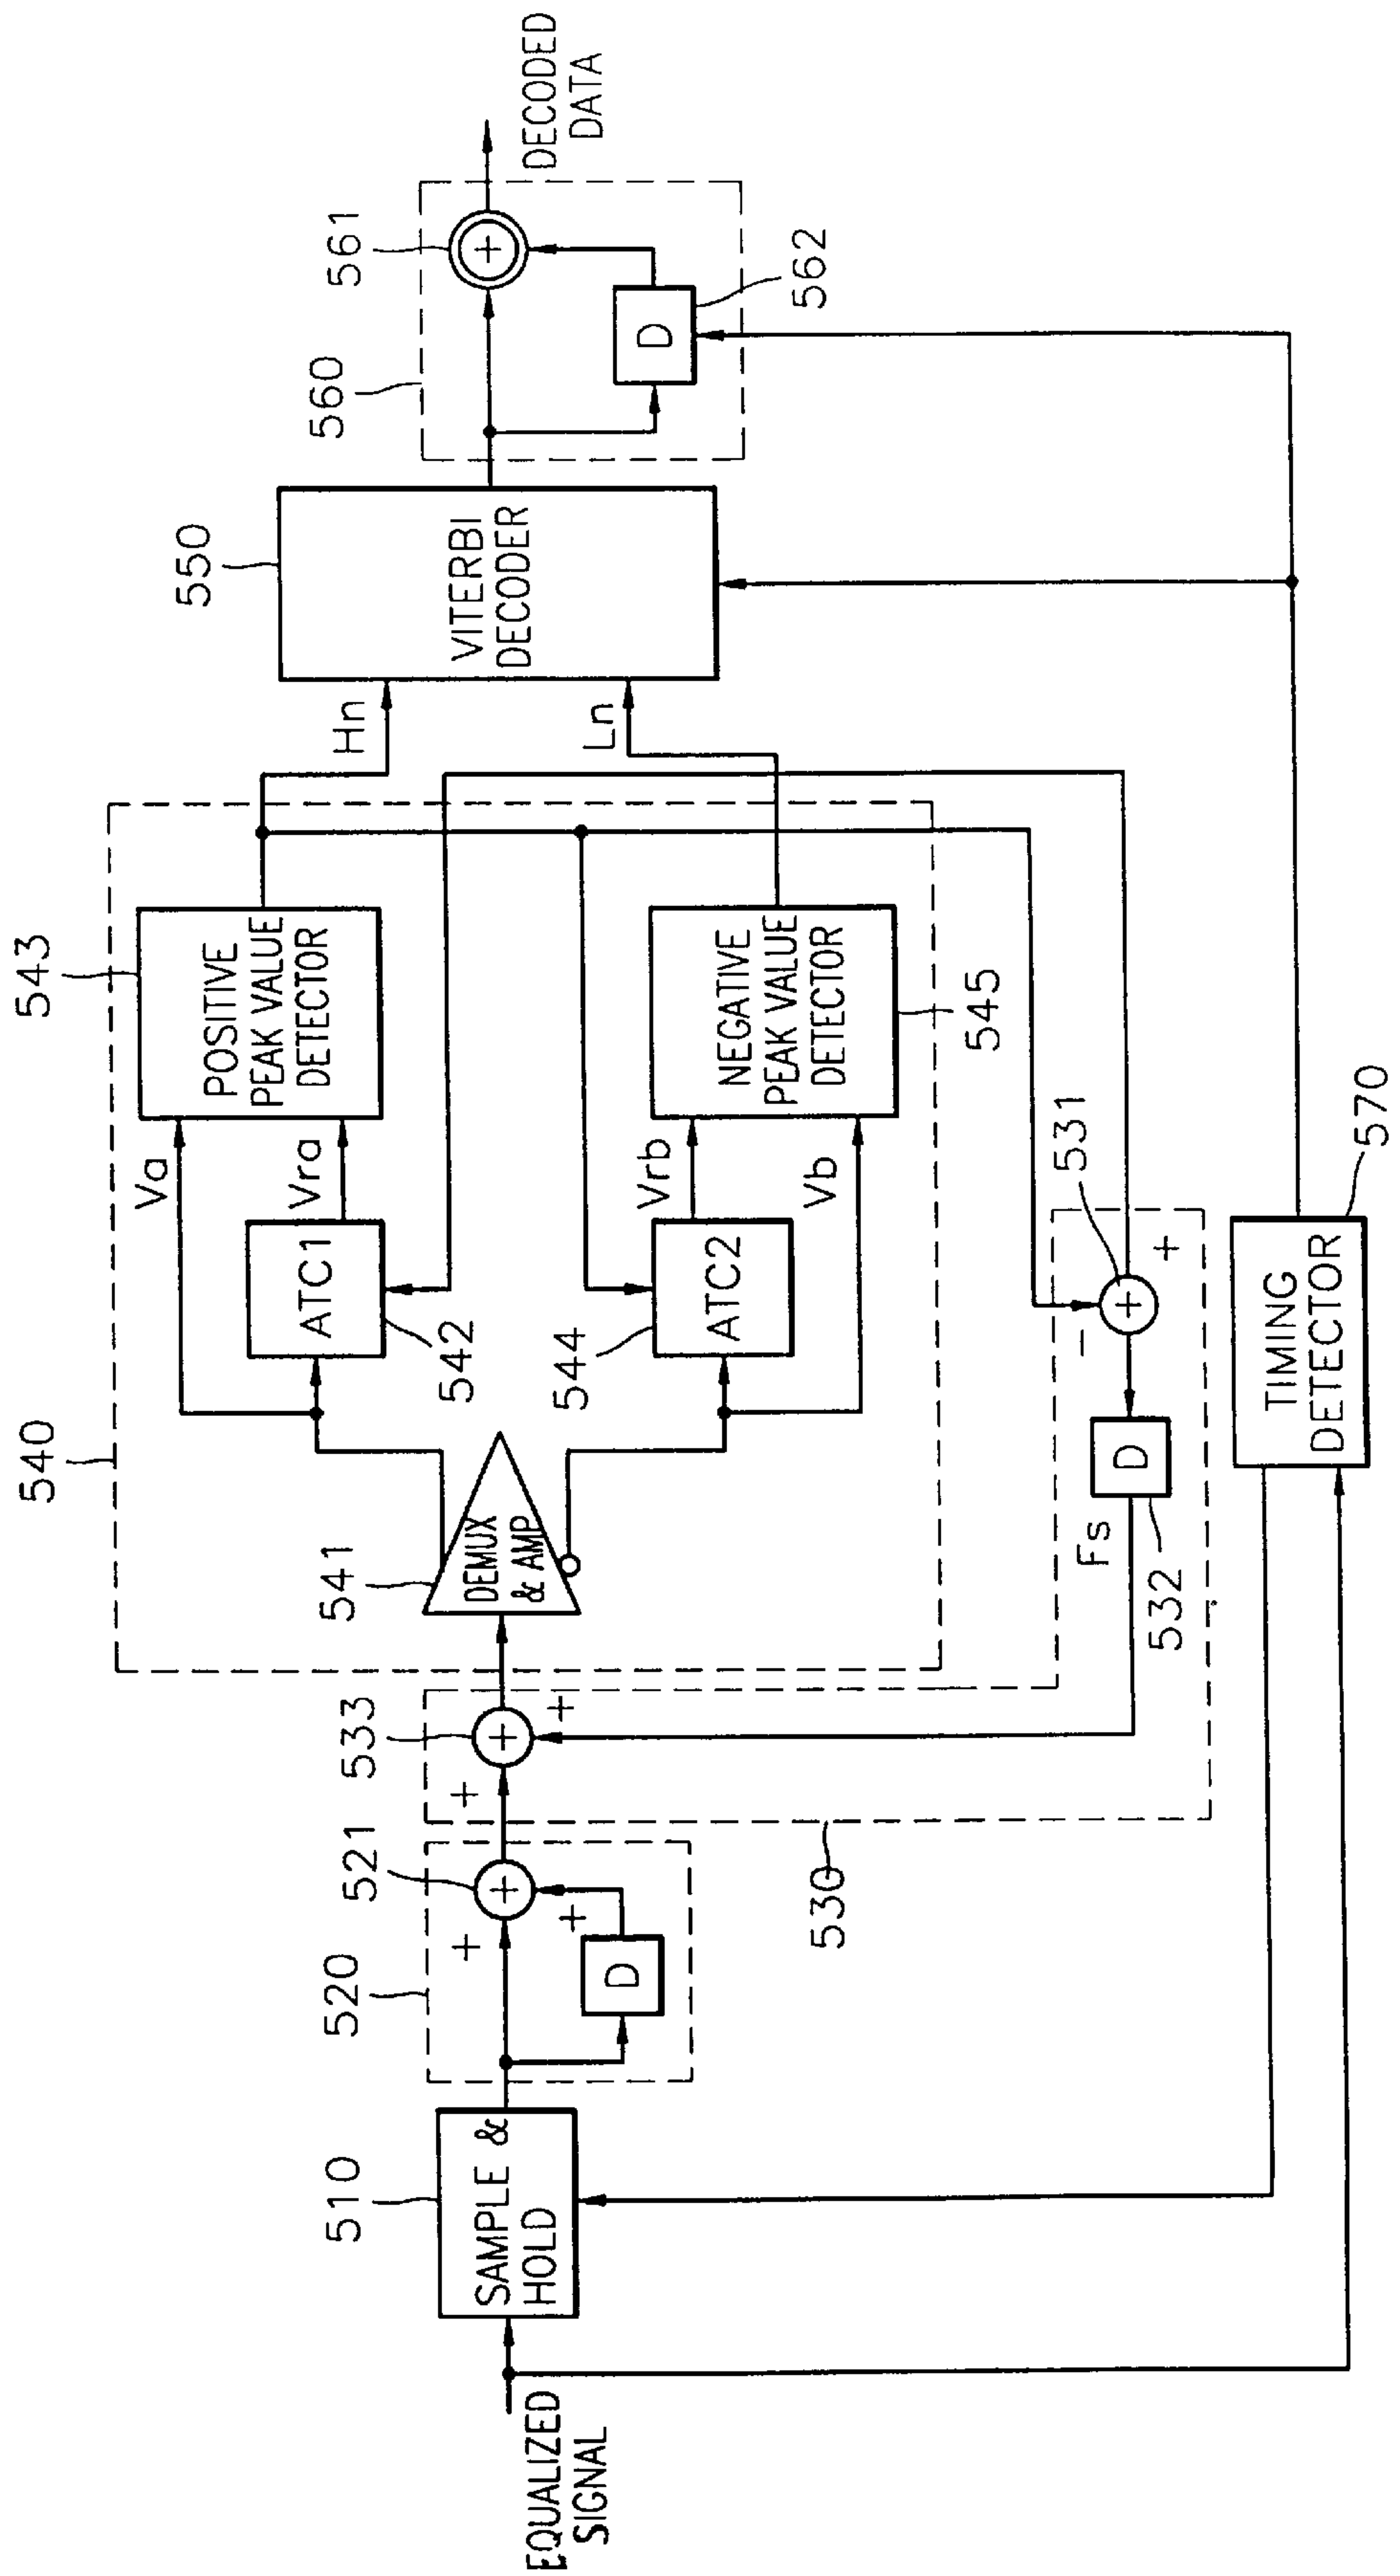 EQUALIZED
SIGNAL
510
SAMPLE &
HOLD
520
521
+
+
+
D
530
533
+
+
+
540
541
DEMUX
& AMP
542
ATC1
Va
Vra
543
POSITIVE
PEAK VALUE
DETECTOR
544
ATC2
Vrb
Vb
545
NEGATIVE
PEAK VALUE
DETECTOR
Fs
D
532
531
+
-
+
Hn
Ln
550
VITERBI
DECODER
560
561
+
D
562
DECODED
DATA
570
TIMING
DETECTOR